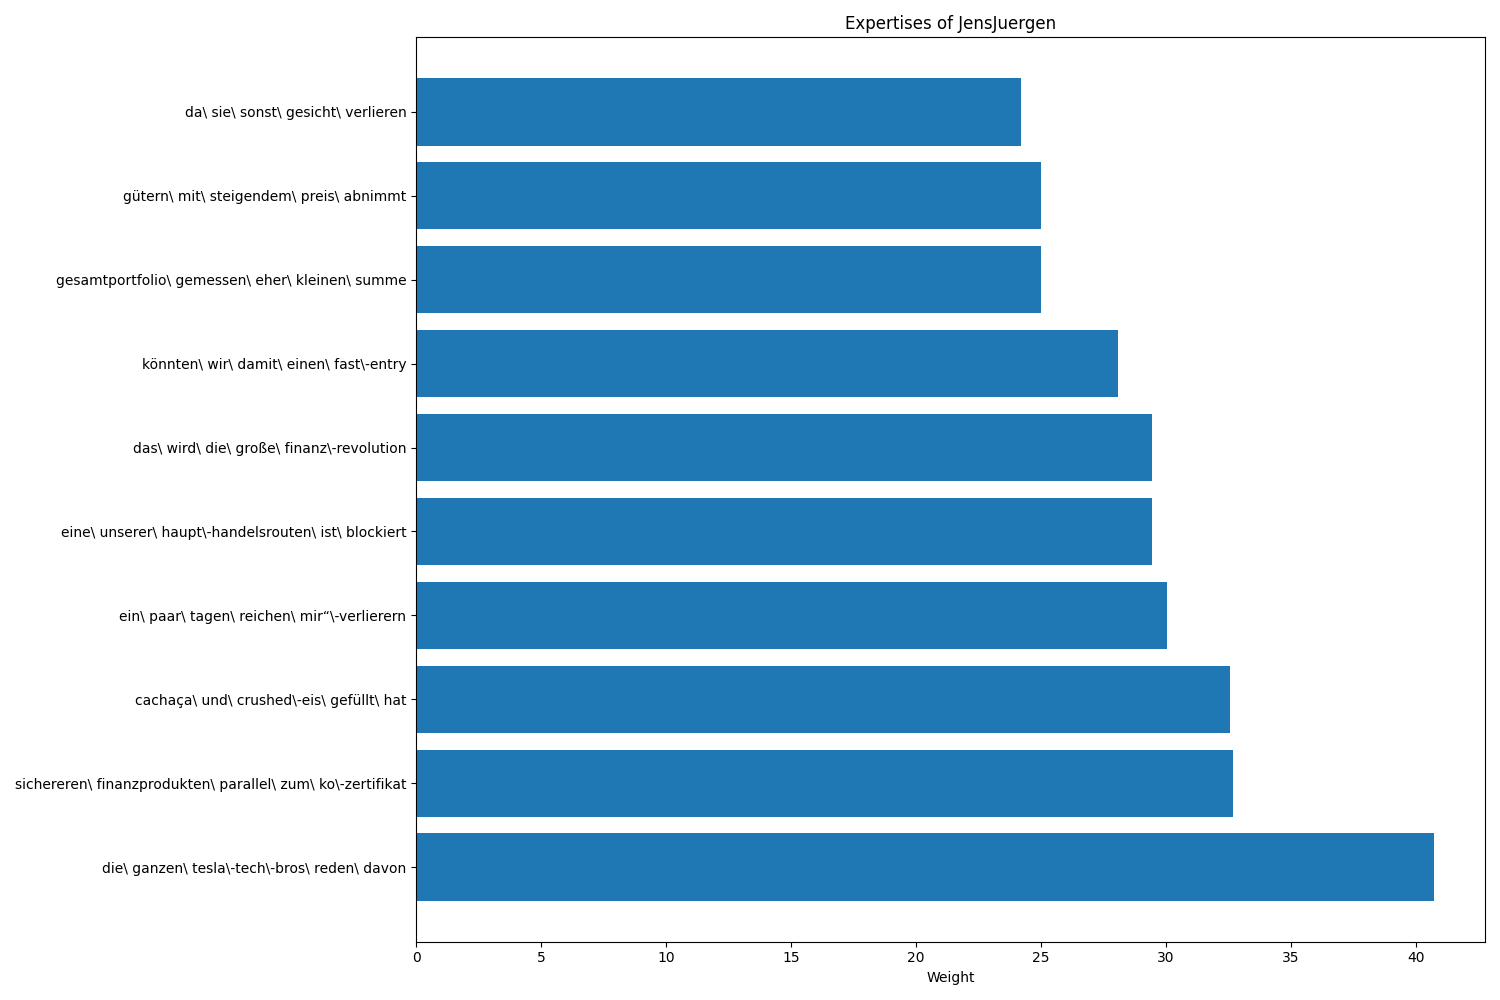 Expertises of JensJuergen
da\ sie\ sonst\ gesicht\ verlieren
gütern\ mit\ steigendem\ preis\ abnimmt
gesamtportfolio\ gemessen\ eher\ kleinen\ summe
könnten\ wir\ damit\ einen\ fast\-entry
das\ wird\ die\ große\ finanz\-revolution
eine\ unserer\ haupt\-handelsrouten\ ist\ blockiert
ein\ paar\ tagen\ reichen\ mir“\-verlierern
cachaça\ und\ crushed\-eis\ gefüllt\ hat
sichereren\ finanzprodukten\ parallel\ zum\ ko\-zertifikat
die\ ganzen\ tesla\-tech\-bros\ reden\ davon
0 5 10 15 20 25 30 35 40
Weight